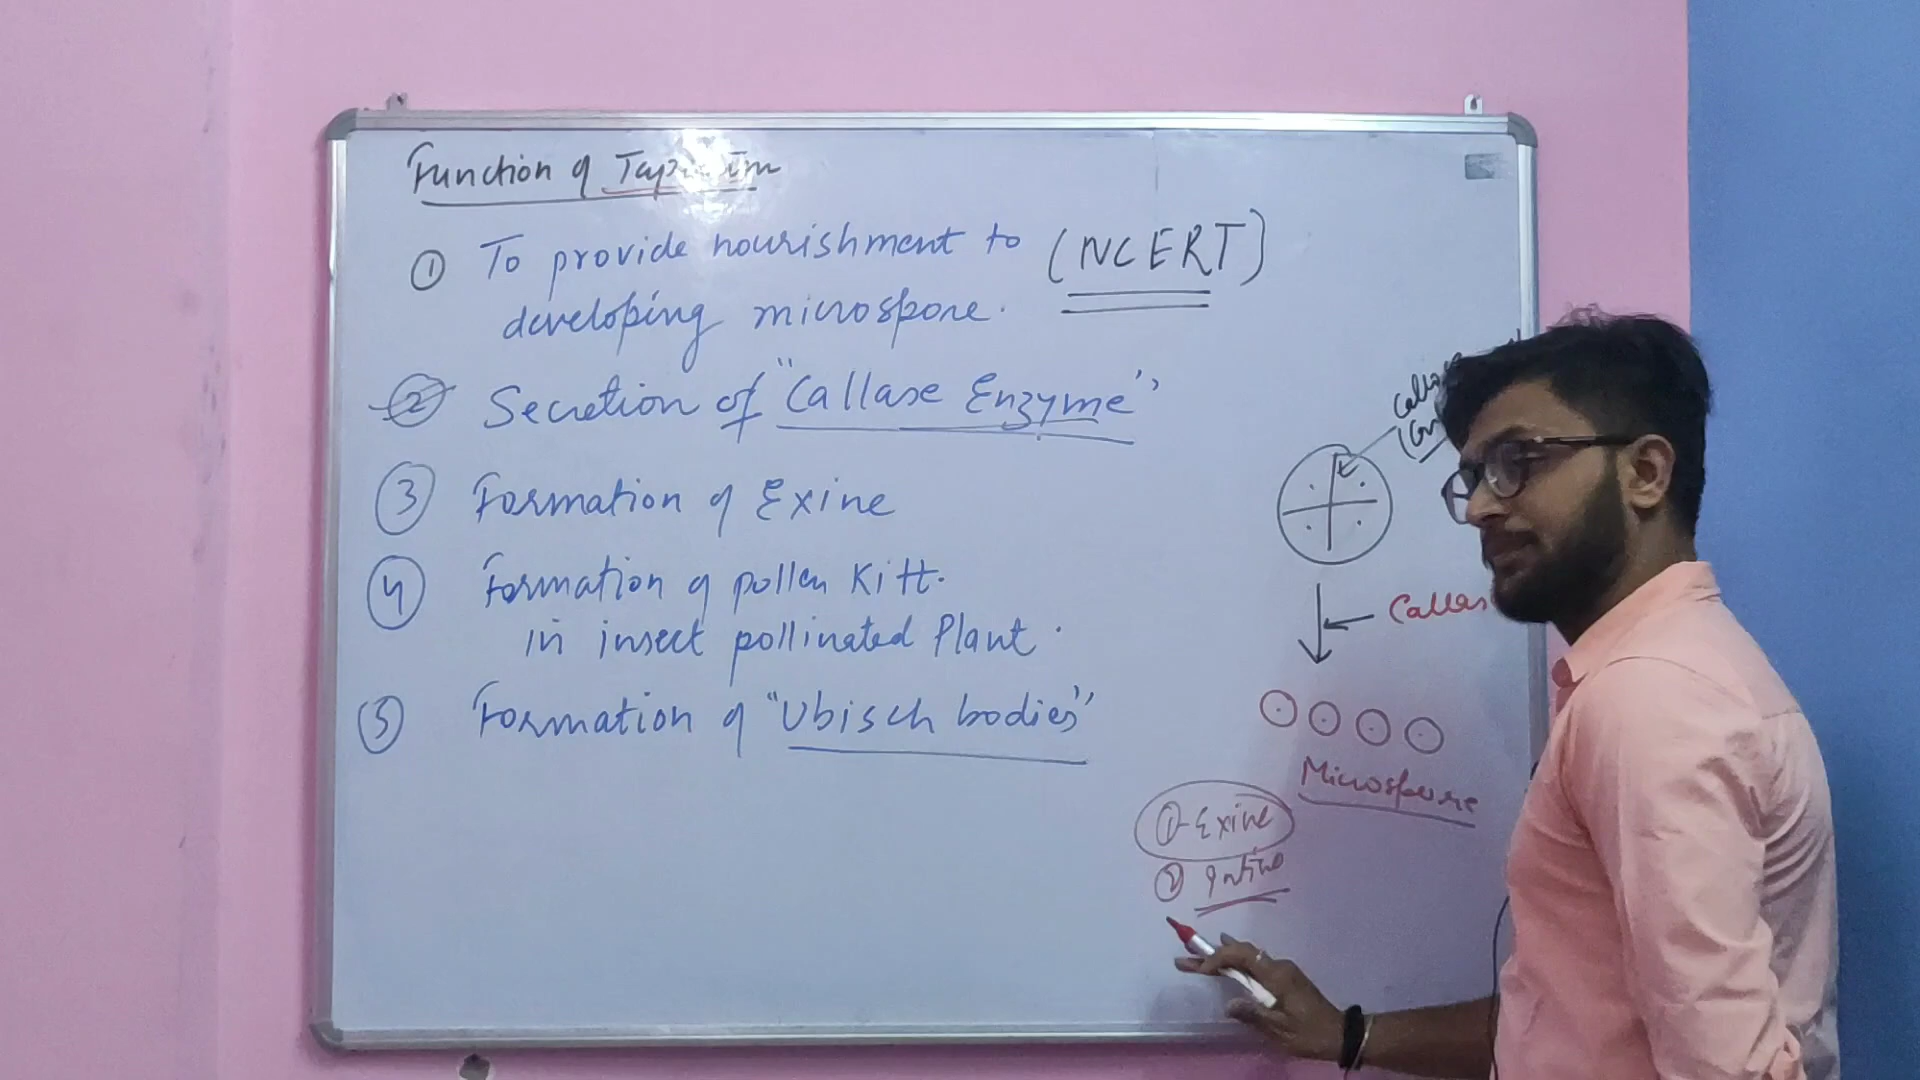 Function of Tapetum
① To provide nourishment to (NCERT)
developing microspore.
② Secretion of "Callase Enzyme"
③ Formation of Exine
④ Formation of pollen Kitt.
in insect pollinated Plant.
⑤ Formation of "Ubisch bodies"
Microspore
① Exine
② Intine